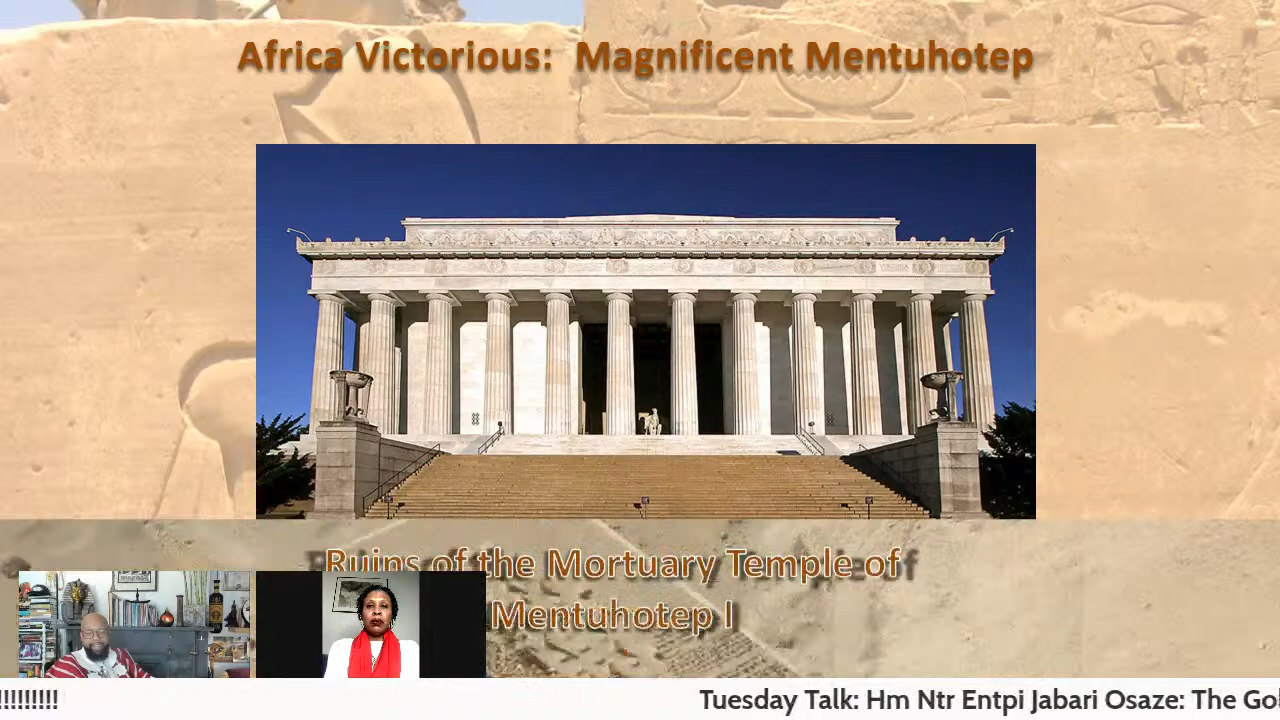 Africa Victorious: Magnificent Mentuhotep
Ruins of the Mortuary Temple of
Mentuhotep I
!!!!!!!!!
Tuesday Talk: Hm Ntr Entpi Jabari Osaze: The Go